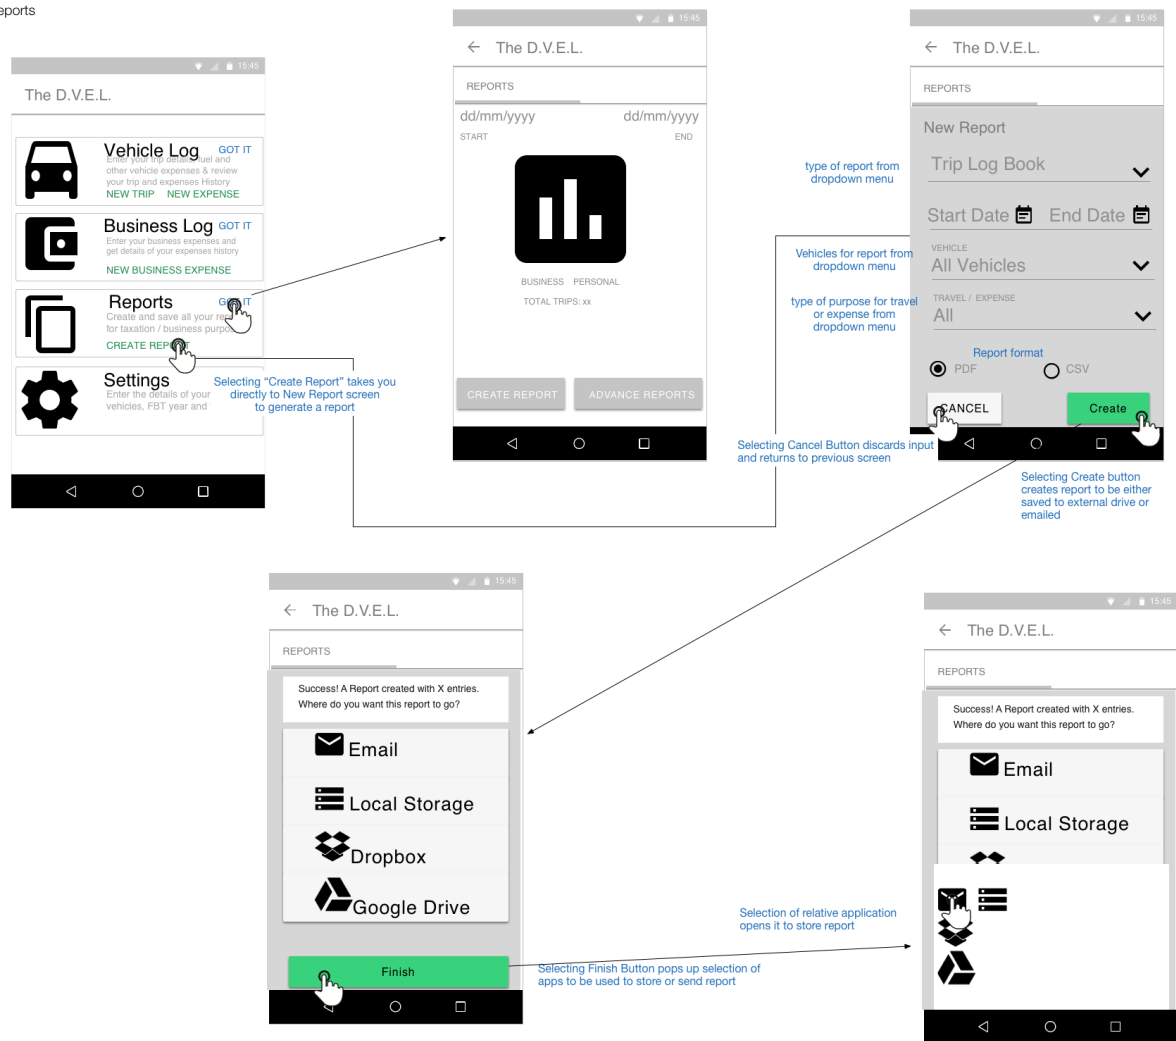 eports
15:45
The D.V.E.L.
Vehicle Log
GOT IT
Enter your trip details, fuel and
other vehicle expenses & review
your trip and expenses History
NEW TRIP NEW EXPENSE
Business Log
GOT IT
Enter your business expenses and
get details of your expenses history
NEW BUSINESS EXPENSE
Reports
Create and save all your
for taxation / business
CREATE
Settings
Enter the details of your
vehicles, FBT year and
Selecting “Create Report” takes you
directly to New Report screen
to generate a report
15:45
The D.V.E.L.
REPORTS
dd/mm/yyyy dd/mm/yyyy
START END
BUSINESS PERSONAL
TOTAL TRIPS: xx
CREATE REPORT ADVANCE REPORTS
15:45
The D.V.E.L.
REPORTS
New Report
type of report from
dropdown menu
Trip Log Book
Start Date End Date
Vehicles for report from
dropdown menu
VEHICLE
All Vehicles
type of purpose for travel
or expense from
dropdown menu
TRAVEL / EXPENSE
All
Report format
PDF CSV
CANCEL Create
Selecting Cancel Button discards input
and returns to previous screen
Selecting Create button
creates report to be either
saved to external drive or
emailed
15:45
The D.V.E.L.
REPORTS
Success! A Report created with X entries.
Where do you want this report to go?
Email
Local Storage
Dropbox
Google Drive
Finish
Selecting Finish Button pops up selection of
apps to be used to store or send report
Selection of relative application
opens it to store report
15:45
The D.V.E.L.
REPORTS
Success! A Report created with X entries.
Where do you want this report to go?
Email
Local Storage